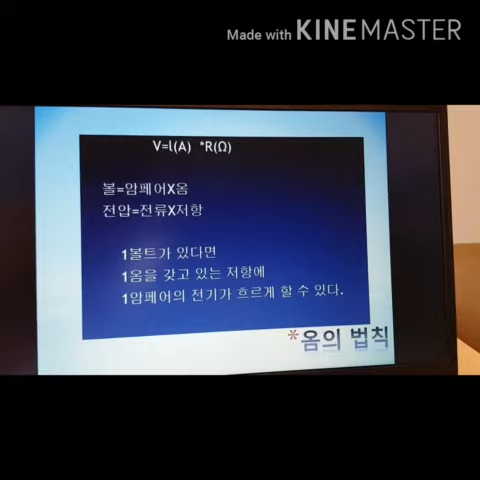 Made with KINEMASTER
V=I(A) *R(Ω)
볼=암페어X옴
전압=전류X저항
1볼트가 있다면
1옴을 갖고 있는 저항에
1암페어의 전기가 흐르게 할 수 있다.
*옴의 법칙